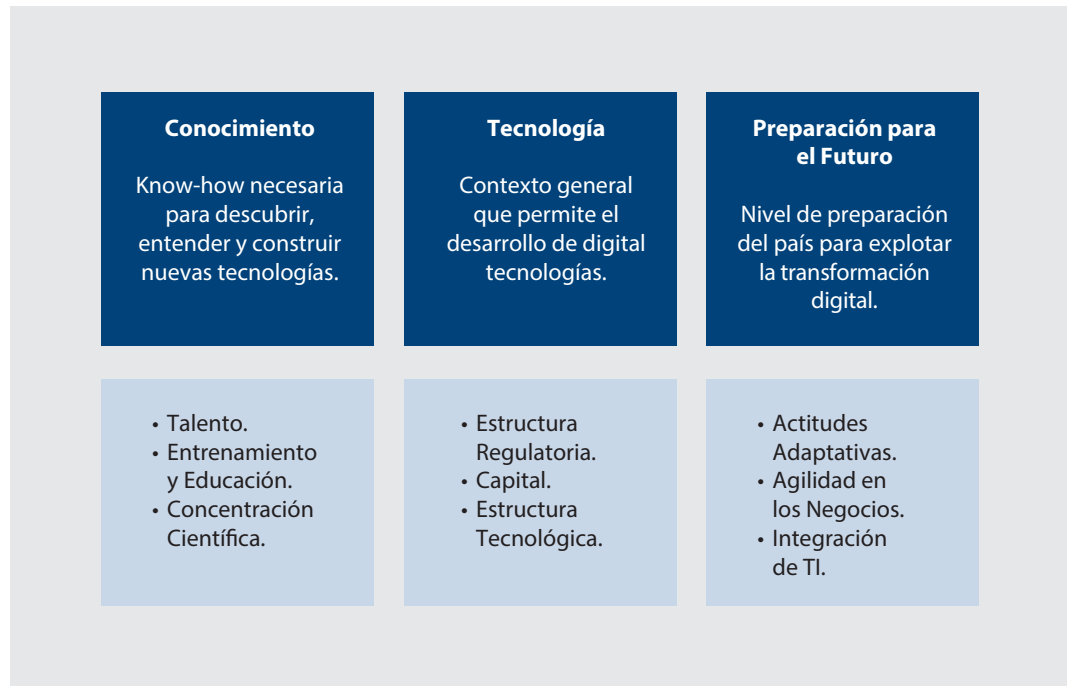 Conocimiento
Know-how necesaria
para descubrir,
entender y construir
nuevas tecnologías.
Tecnología
Contexto general
que permite el
desarrollo de digital
tecnologías.
Preparación para
el Futuro
Nivel de preparación
del país para explotar
la transformación
digital.
• Talento.
• Entrenamiento
y Educación.
• Concentración
Científica.
• Estructura
Regulatoria.
• Capital.
• Estructura
Tecnológica.
• Actitudes
Adaptativas.
• Agilidad en
los Negocios.
• Integración
de TI.